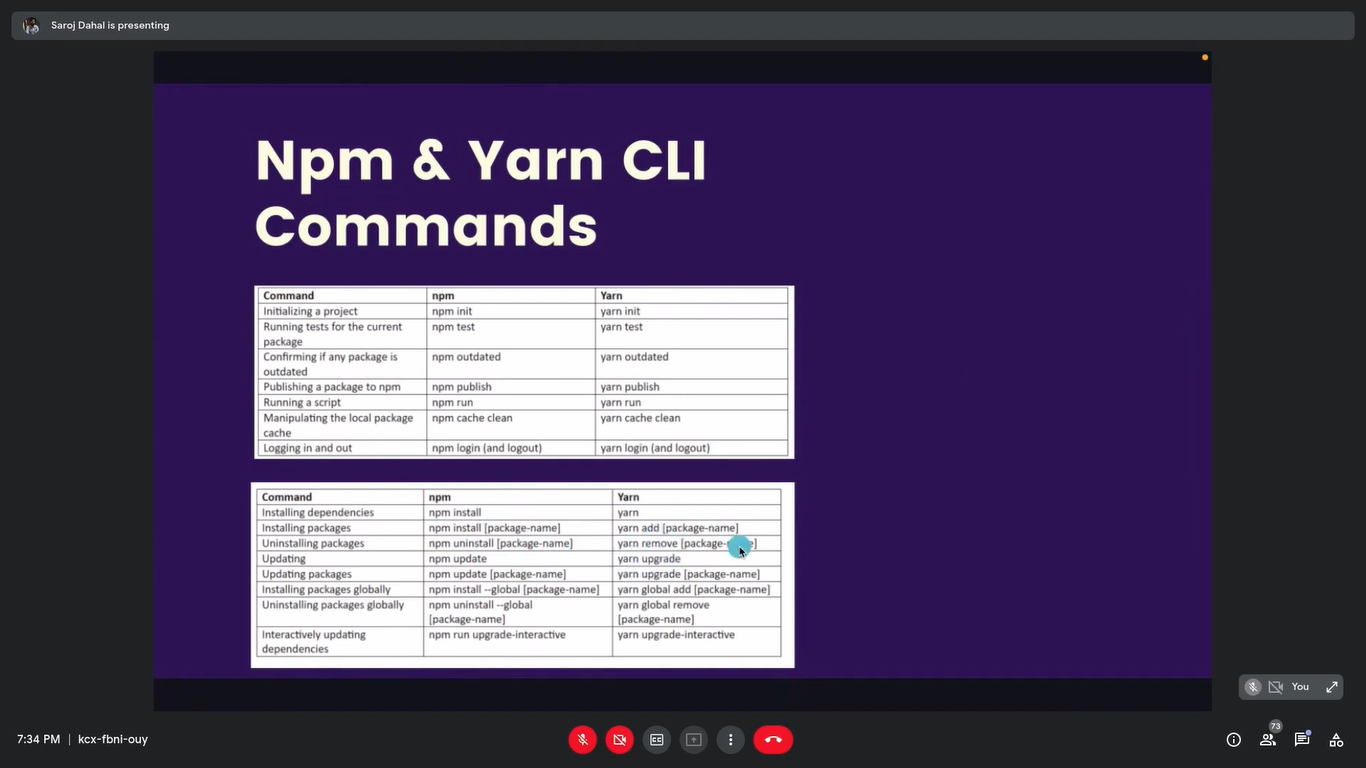 Saroj Dahal is presenting
Npm & Yarn CLI
Commands
Command npm Yarn
Initializing a project npm init yarn init
Running tests for the current npm test yarn test
package
Confirming if any package is npm outdated yarn outdated
outdated
Publishing a package to npm npm publish yarn publish
Running a script npm run yarn run
Manipulating the local package npm cache clean yarn cache clean
cache
Logging in and out npm login (and logout) yarn login (and logout)
Command npm Yarn
Installing dependencies npm install yarn
Installing packages npm install [package-name] yarn add [package-name]
Uninstalling packages npm uninstall [package-name] yarn remove [package-name]
Updating npm update yarn upgrade
Updating packages npm update [package-name] yarn upgrade [package-name]
Installing packages globally npm install --global [package-name] yarn global add [package-name]
Uninstalling packages globally npm uninstall --global yarn global remove
[package-name] [package-name]
Interactively updating npm run upgrade-interactive yarn upgrade-interactive
dependencies
You
7:34 PM | kcx-fbni-ouy
73